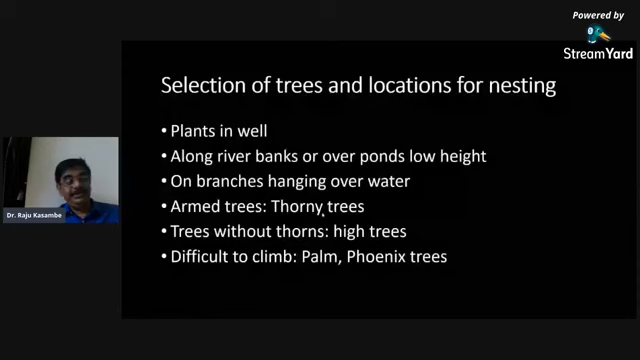 Powered by
StreamYard
Selection of trees and locations for nesting
• Plants in well
• Along river banks or over ponds low height
• On branches hanging over water
• Armed trees: Thorny trees
• Trees without thorns: high trees
• Difficult to climb: Palm, Phoenix trees
Dr. Raju Kasambe